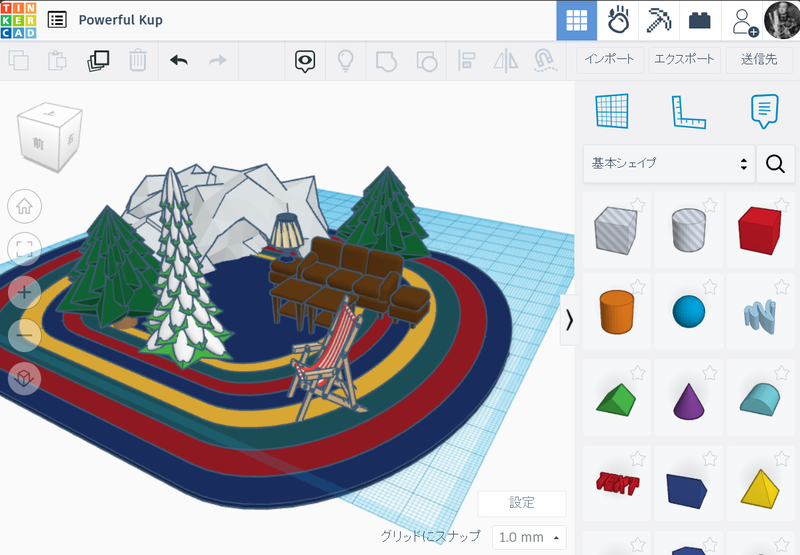 TIN
KER
CAD
Powerful Kup
インポート
エクスポート
送信先
上
前
右
基本シェイプ
TEXT
設定
グリッドにスナップ
1.0 mm